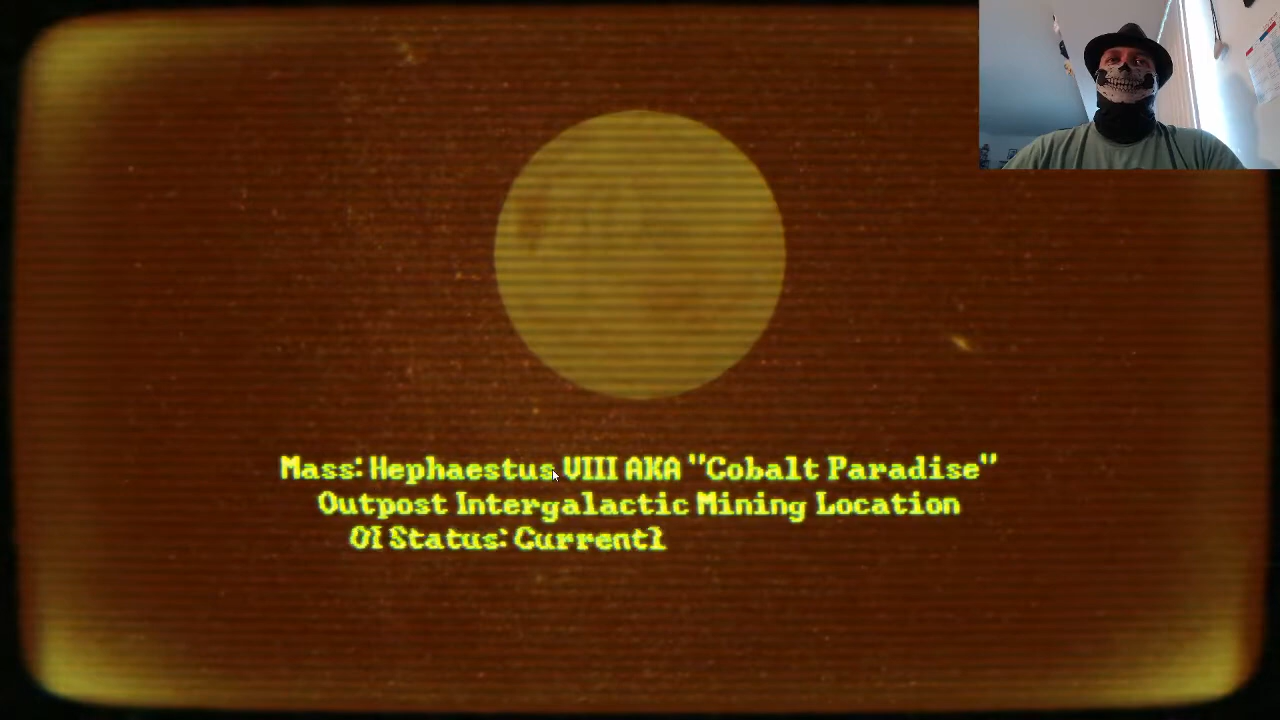 Mass: Hephaestus VIII AKA "Cobalt Paradise"
Outpost Intergalactic Mining Location
OI Status: Currentl